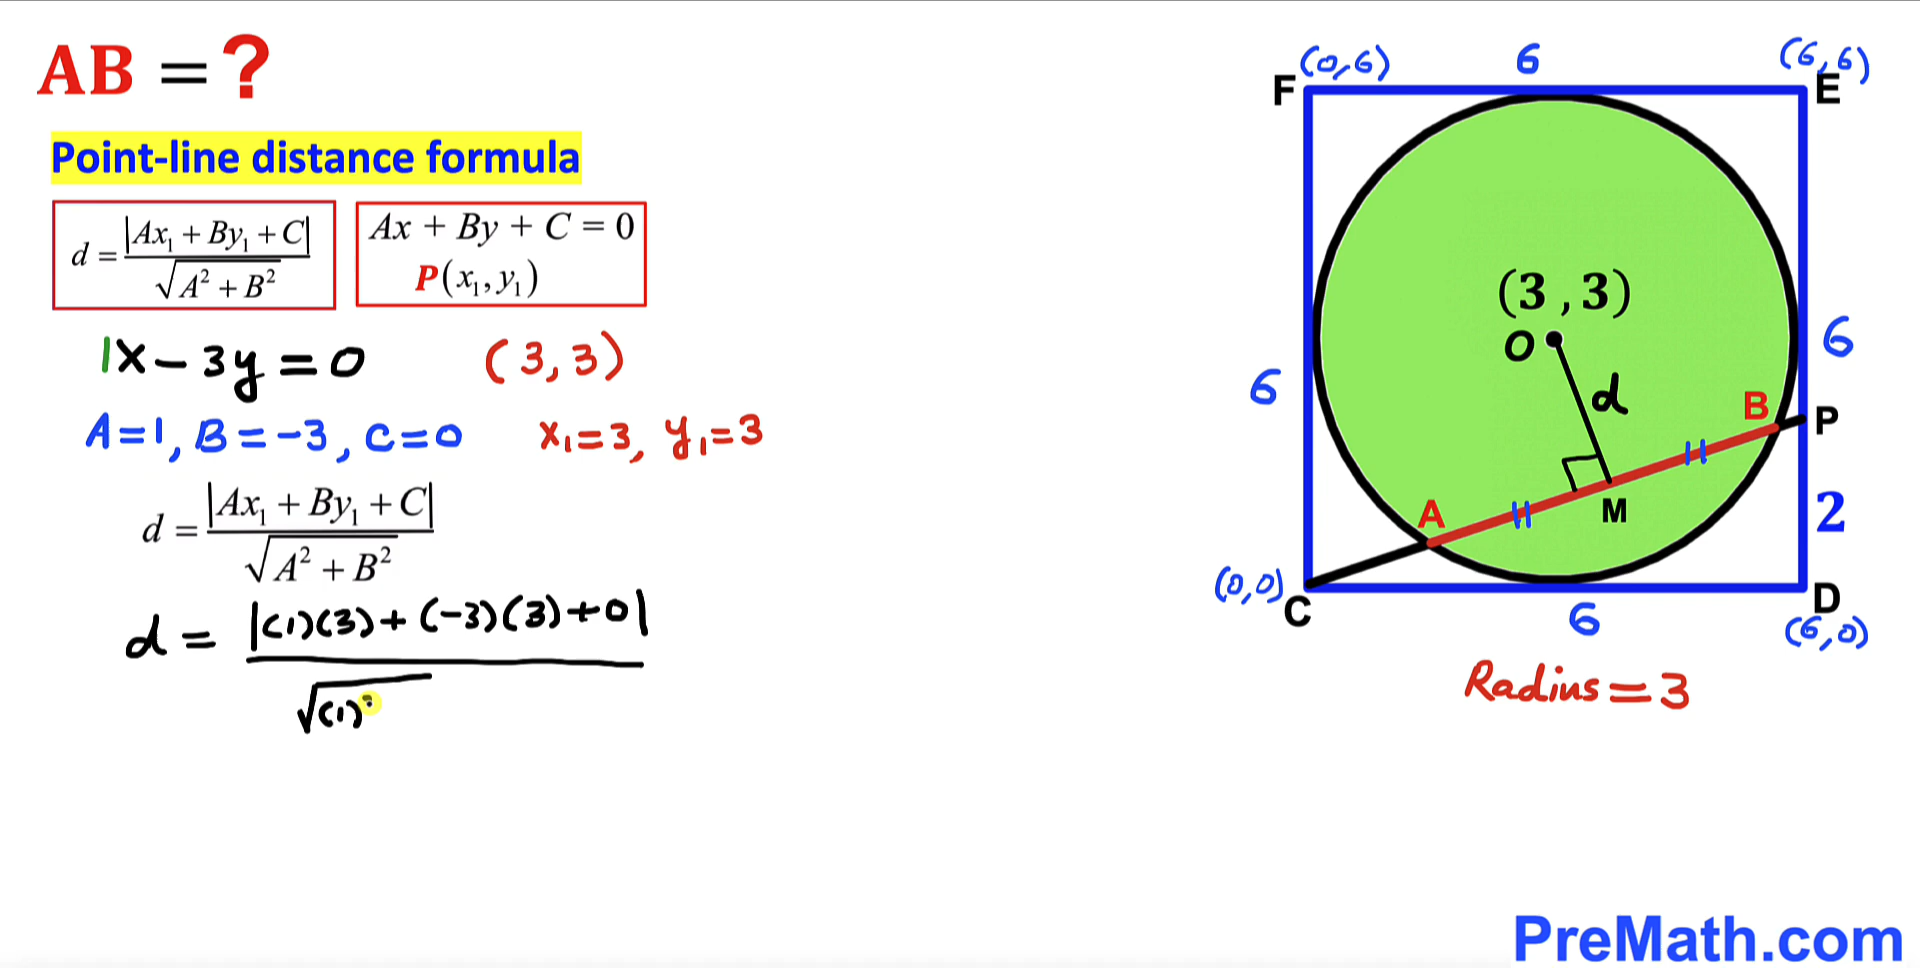 AB = ?
Point-line distance formula
d = |Ax₁ + By₁ + C| / √(A² + B²)
Ax + By + C = 0
P(x₁, y₁)
1x - 3y = 0
(3, 3)
A = 1, B = -3, C = 0
x₁ = 3, y₁ = 3
d = |Ax₁ + By₁ + C| / √(A² + B²)
d = |(1)(3) + (-3)(3) + 0| / √(1)²
F (0,6) 6 (6,6) E
(3 , 3)
O
d
6
6
B P
A M 2
(0,0) C 6 D (6,0)
Radius = 3
PreMath.com